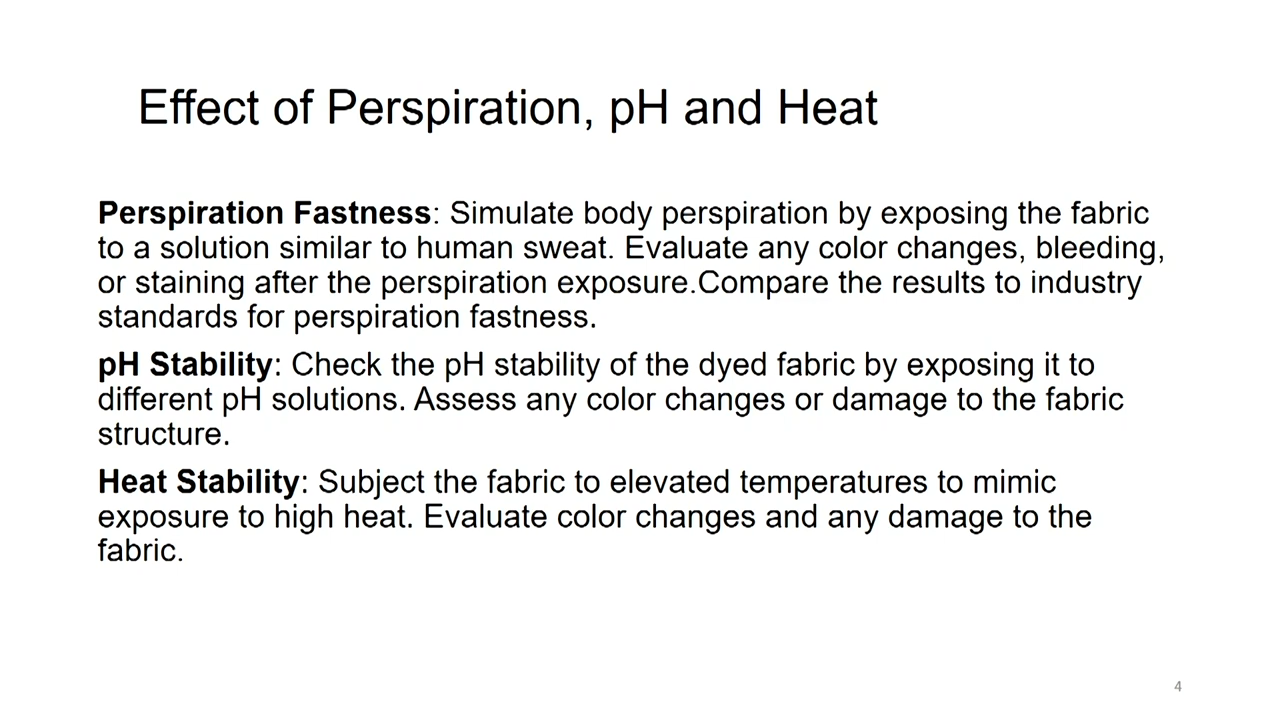 Effect of Perspiration, pH and Heat
Perspiration Fastness: Simulate body perspiration by exposing the fabric
to a solution similar to human sweat. Evaluate any color changes, bleeding,
or staining after the perspiration exposure.Compare the results to industry
standards for perspiration fastness.
pH Stability: Check the pH stability of the dyed fabric by exposing it to
different pH solutions. Assess any color changes or damage to the fabric
structure.
Heat Stability: Subject the fabric to elevated temperatures to mimic
exposure to high heat. Evaluate color changes and any damage to the
fabric.
4